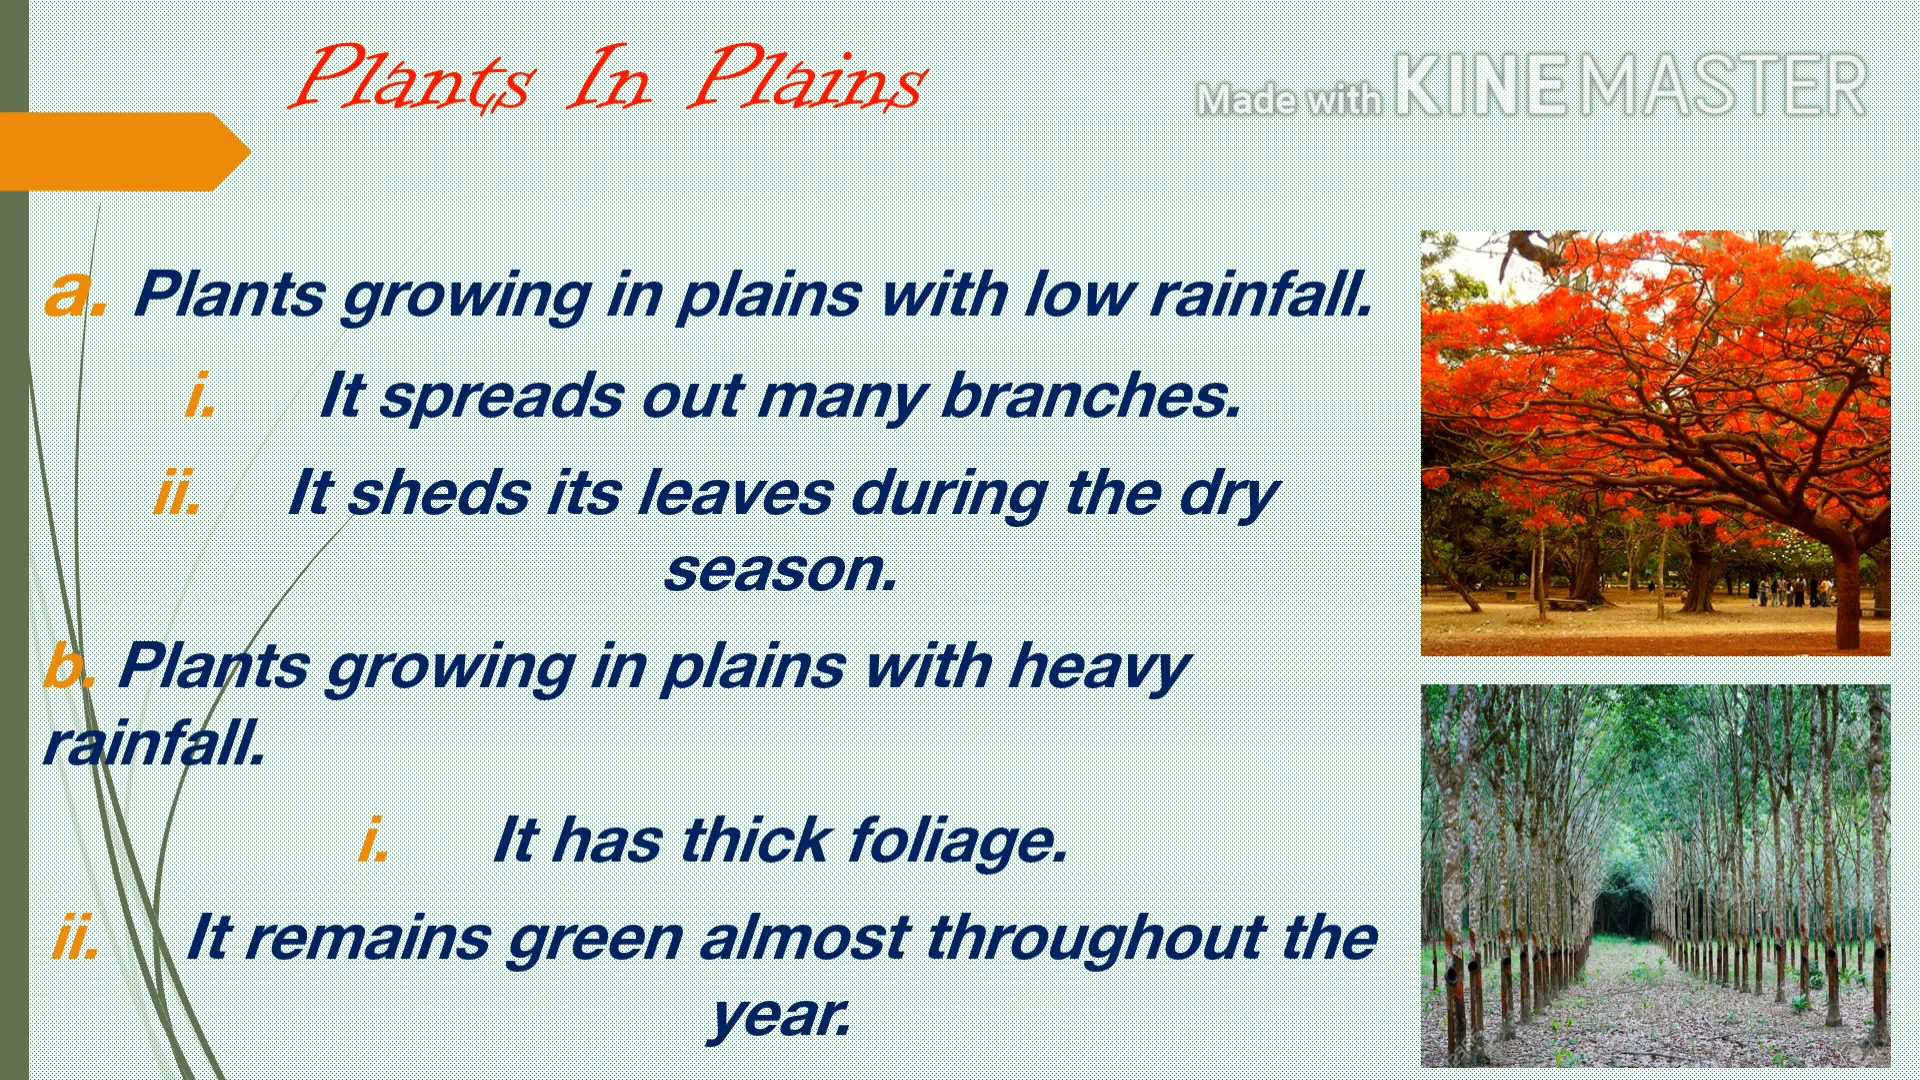 Plants In Plains
Made with KINEMASTER
a. Plants growing in plains with low rainfall.
i. It spreads out many branches.
ii. It sheds its leaves during the dry
season.
b. Plants growing in plains with heavy
rainfall.
i. It has thick foliage.
ii. It remains green almost throughout the
year.